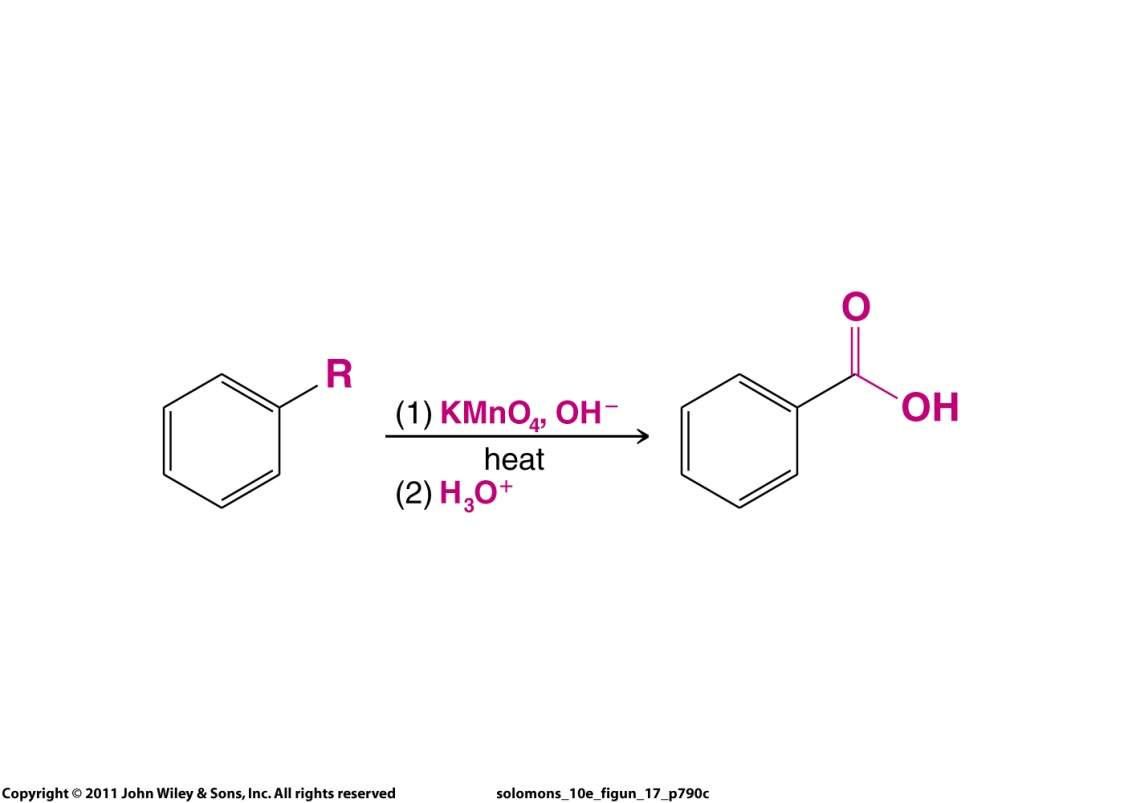 O
R
OH
(1) KMnO₄, OH⁻
heat
(2) H₃O⁺
Copyright © 2011 John Wiley & Sons, Inc. All rights reserved
solomons_10e_figun_17_p790c